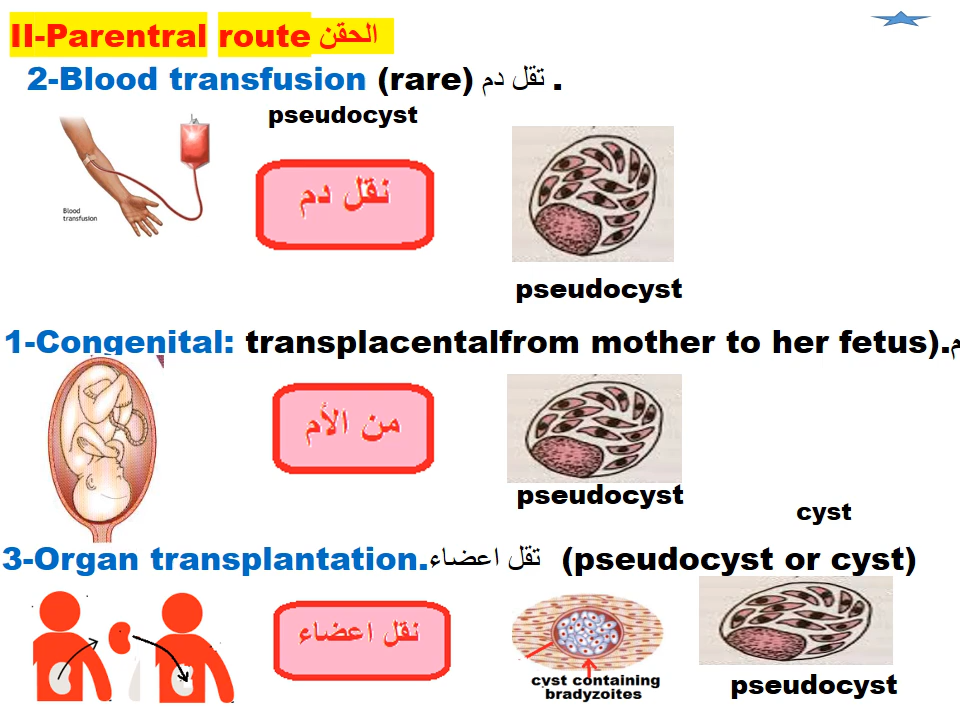 II-Parentral route الحقن
2-Blood transfusion (rare) تقل دم .
pseudocyst
Blood
transfusion
نقل دم
pseudocyst
1-Congenital: transplacentalfrom mother to her fetus).م
من الأم
pseudocyst
cyst
3-Organ transplantation.تقل اعضاء (pseudocyst or cyst)
نقل اعضاء
cyst containing
bradyzoites
pseudocyst